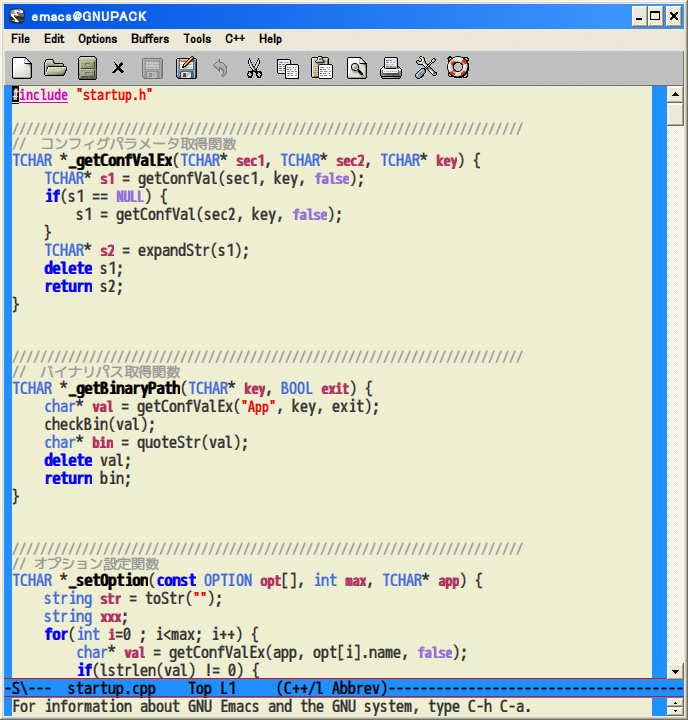 emacs@GNUPACK
File Edit Options Buffers Tools C++ Help
#include "startup.h"
/////////////////////////////////////////////////////////////////////////
//  コンフィグパラメータ取得関数
TCHAR *_getConfValEx(TCHAR* sec1, TCHAR* sec2, TCHAR* key) {
    TCHAR* s1 = getConfVal(sec1, key, false);
    if(s1 == NULL) {
        s1 = getConfVal(sec2, key, false);
    }
    TCHAR* s2 = expandStr(s1);
    delete s1;
    return s2;
}
/////////////////////////////////////////////////////////////////////////
//  バイナリパス取得関数
TCHAR *_getBinaryPath(TCHAR* key, BOOL exit) {
    char* val = getConfValEx("App", key, exit);
    checkBin(val);
    char* bin = quoteStr(val);
    delete val;
    return bin;
}
/////////////////////////////////////////////////////////////////////////
// オプション設定関数
TCHAR *_setOption(const OPTION opt[], int max, TCHAR* app) {
    string str = toStr("");
    string xxx;
    for(int i=0 ; i<max; i++) {
        char* val = getConfValEx(app, opt[i].name, false);
        if(lstrlen(val) != 0) {
-S\---  startup.cpp    Top L1     (C++/l Abbrev)-------------------------------------
For information about GNU Emacs and the GNU system, type C-h C-a.